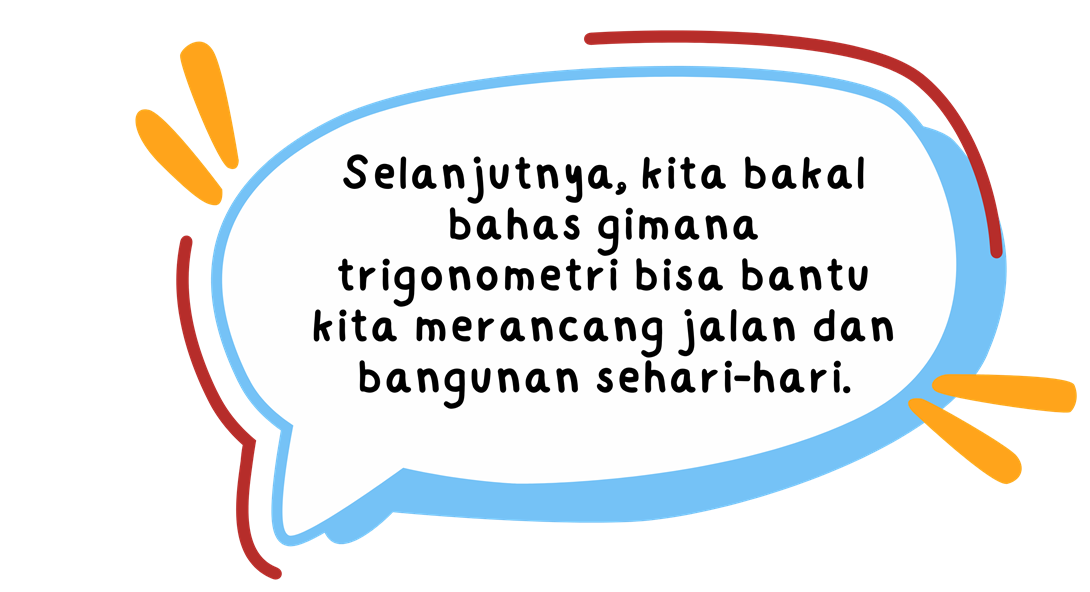 Selanjutnya, kita bakal
bahas gimana
trigonometri bisa bantu
kita merancang jalan dan
bangunan sehari-hari.